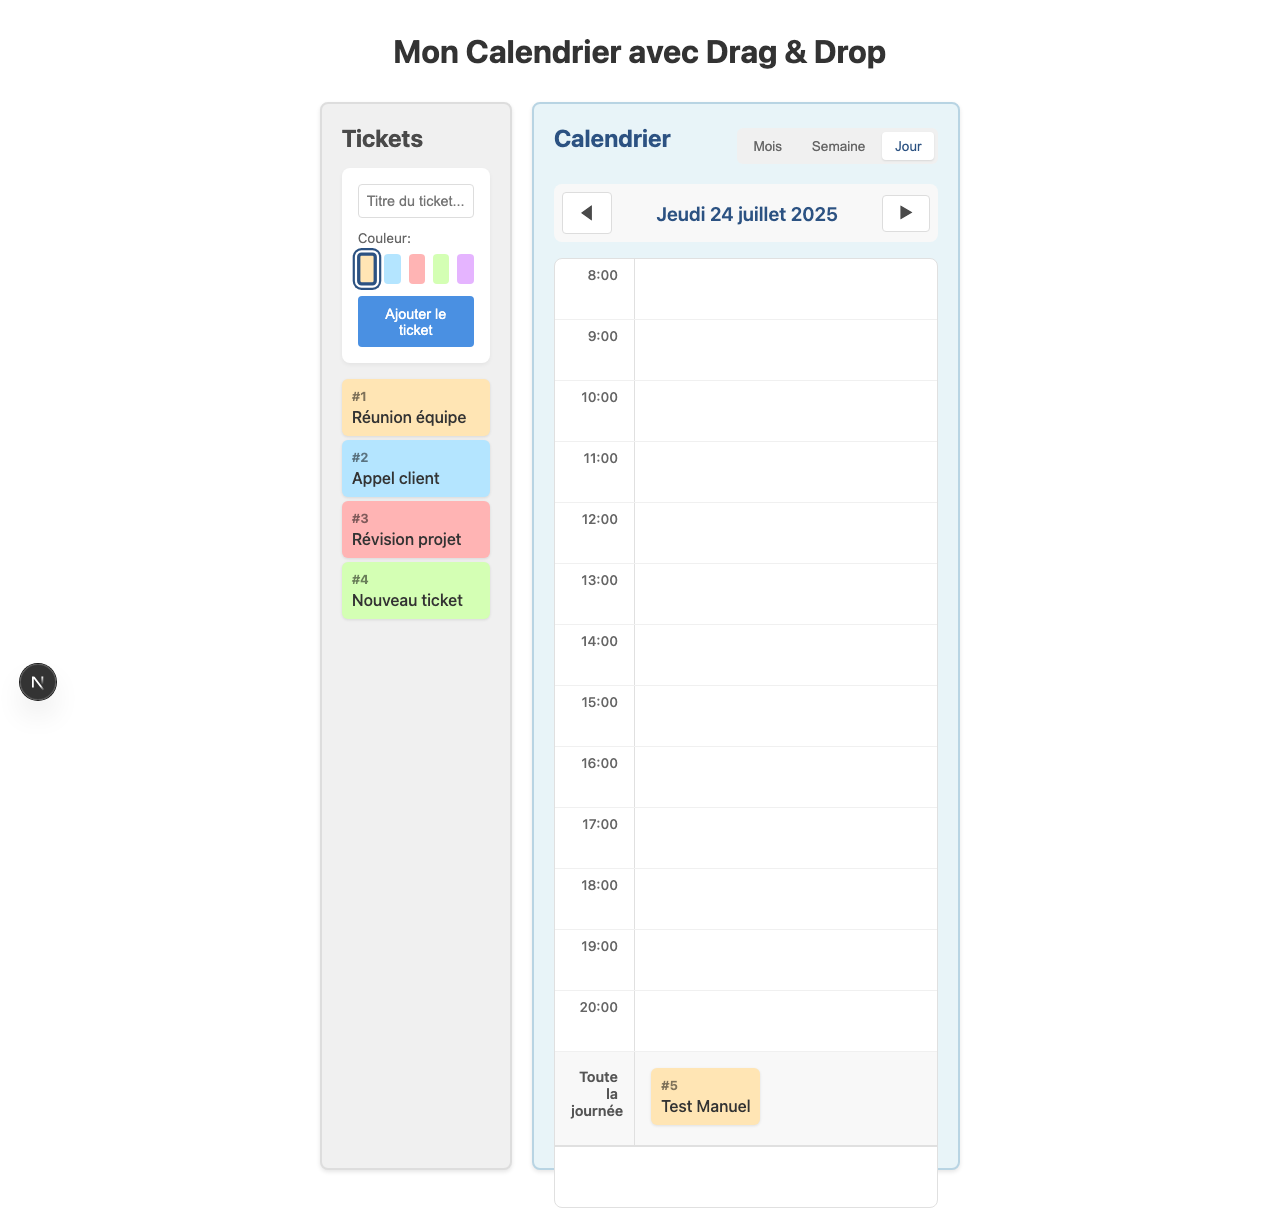 Mon Calendrier avec Drag & Drop
Tickets
Titre du ticket...
Couleur:
Ajouter le
ticket
#1
Réunion équipe
#2
Appel client
#3
Révision projet
#4
Nouveau ticket
N
Calendrier
Mois
Semaine
Jour
Jeudi 24 juillet 2025
8:00
9:00
10:00
11:00
12:00
13:00
14:00
15:00
16:00
17:00
18:00
19:00
20:00
Toute
la
journée
#5
Test Manuel